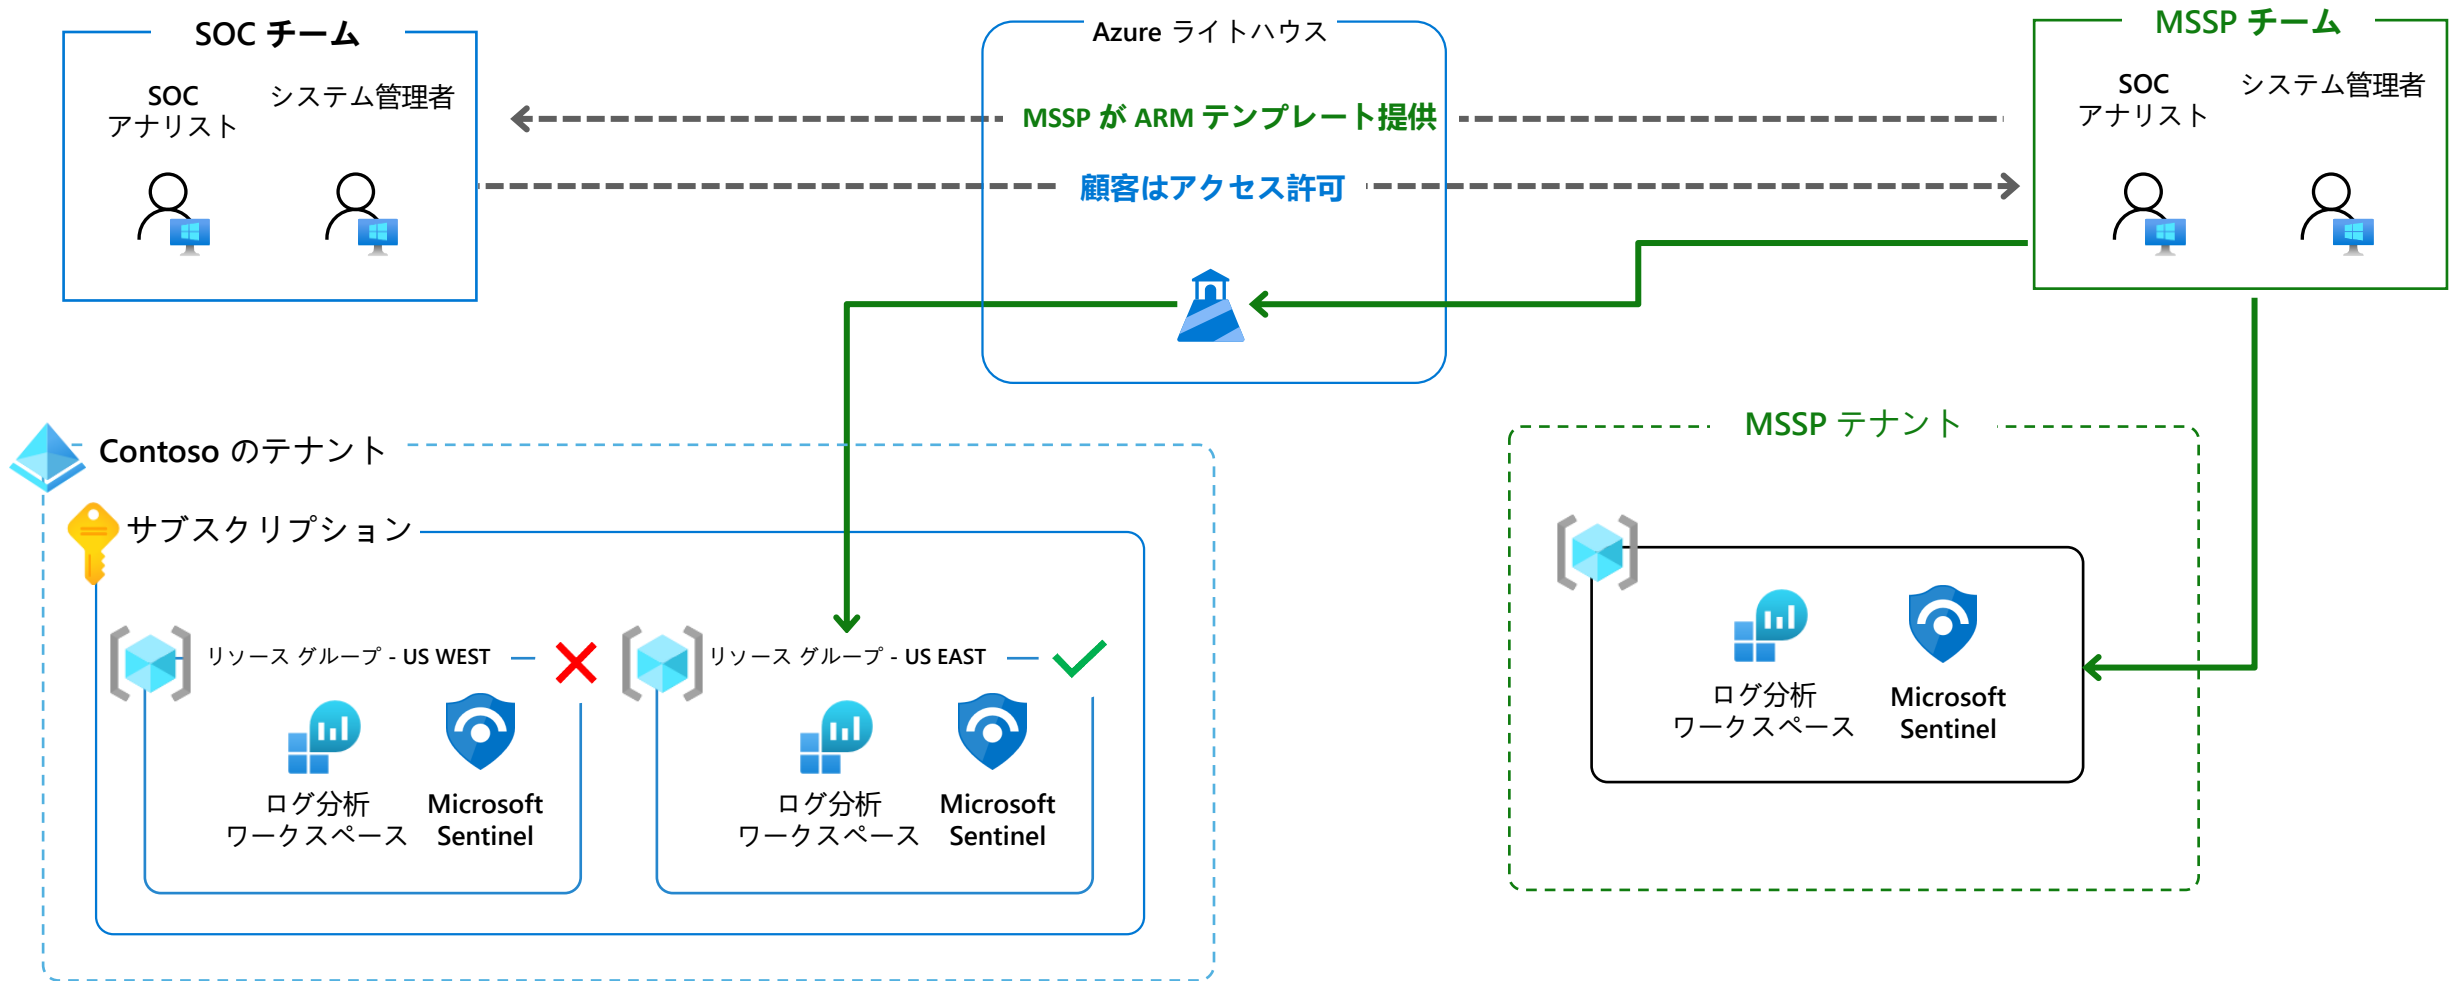 SOC チーム
SOC
アナリスト
システム管理者
Azure ライトハウス
MSSP が ARM テンプレート提供
顧客はアクセス許可
MSSP チーム
SOC
アナリスト
システム管理者
Contoso のテナント
サブスクリプション
リソース グループ - US WEST
ログ分析
ワークスペース
Microsoft
Sentinel
リソース グループ - US EAST
ログ分析
ワークスペース
Microsoft
Sentinel
MSSP テナント
ログ分析
ワークスペース
Microsoft
Sentinel